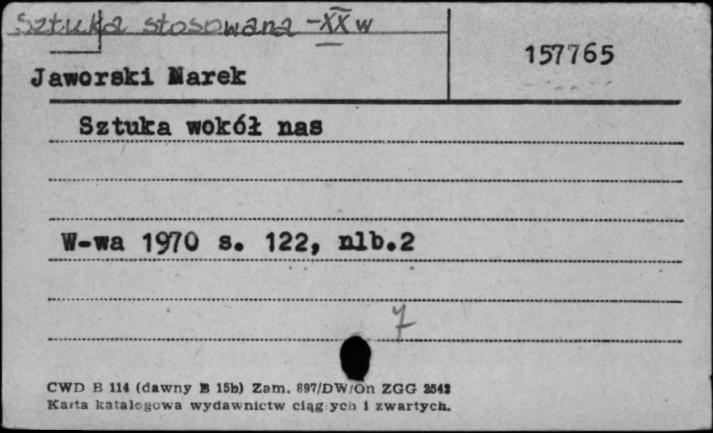 Sztuka stosowana - XX w
157765
Jaworski Marek
Sztuka wokół nas
W-wa 1970 s. 122, nlb.2
7
CWD B 114 (dawny B 15b) Zam. 897/DW/On ZGG 2542
Karta katalogowa wydawnictw ciągłych i zwartych.